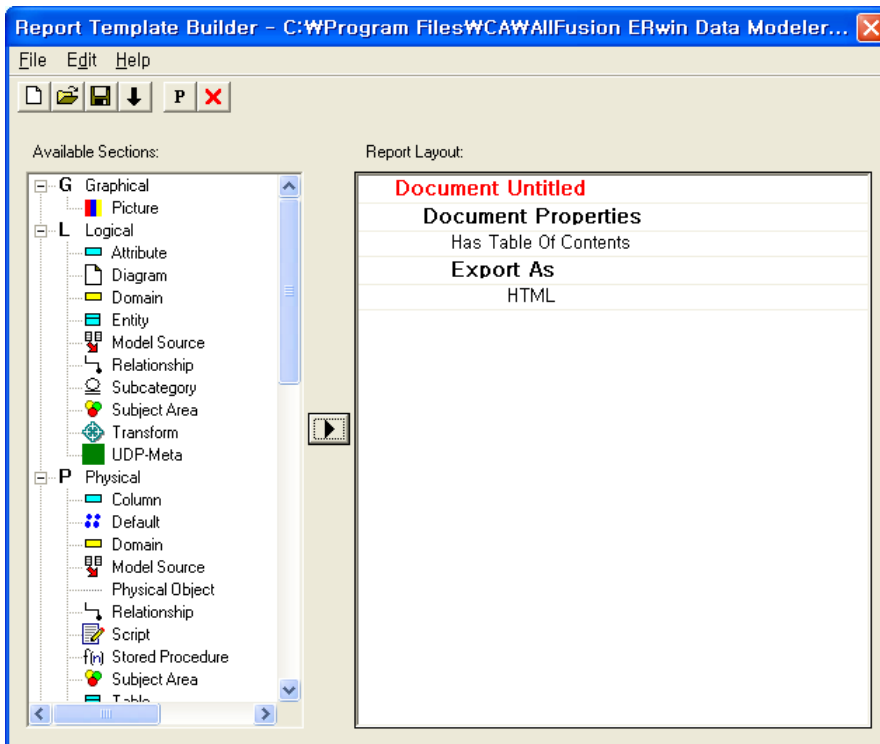 Report Template Builder - C:₩Program Files₩CA₩AllFusion ERwin Data Modeler...
File Edit Help
P
Available Sections:
G Graphical
Picture
L Logical
Attribute
Diagram
Domain
Entity
Model Source
Relationship
Subcategory
Subject Area
Transform
UDP-Meta
P Physical
Column
Default
Domain
Model Source
Physical Object
Relationship
Script
f(n) Stored Procedure
Subject Area
Table
Report Layout:
Document Untitled
Document Properties
Has Table Of Contents
Export As
HTML